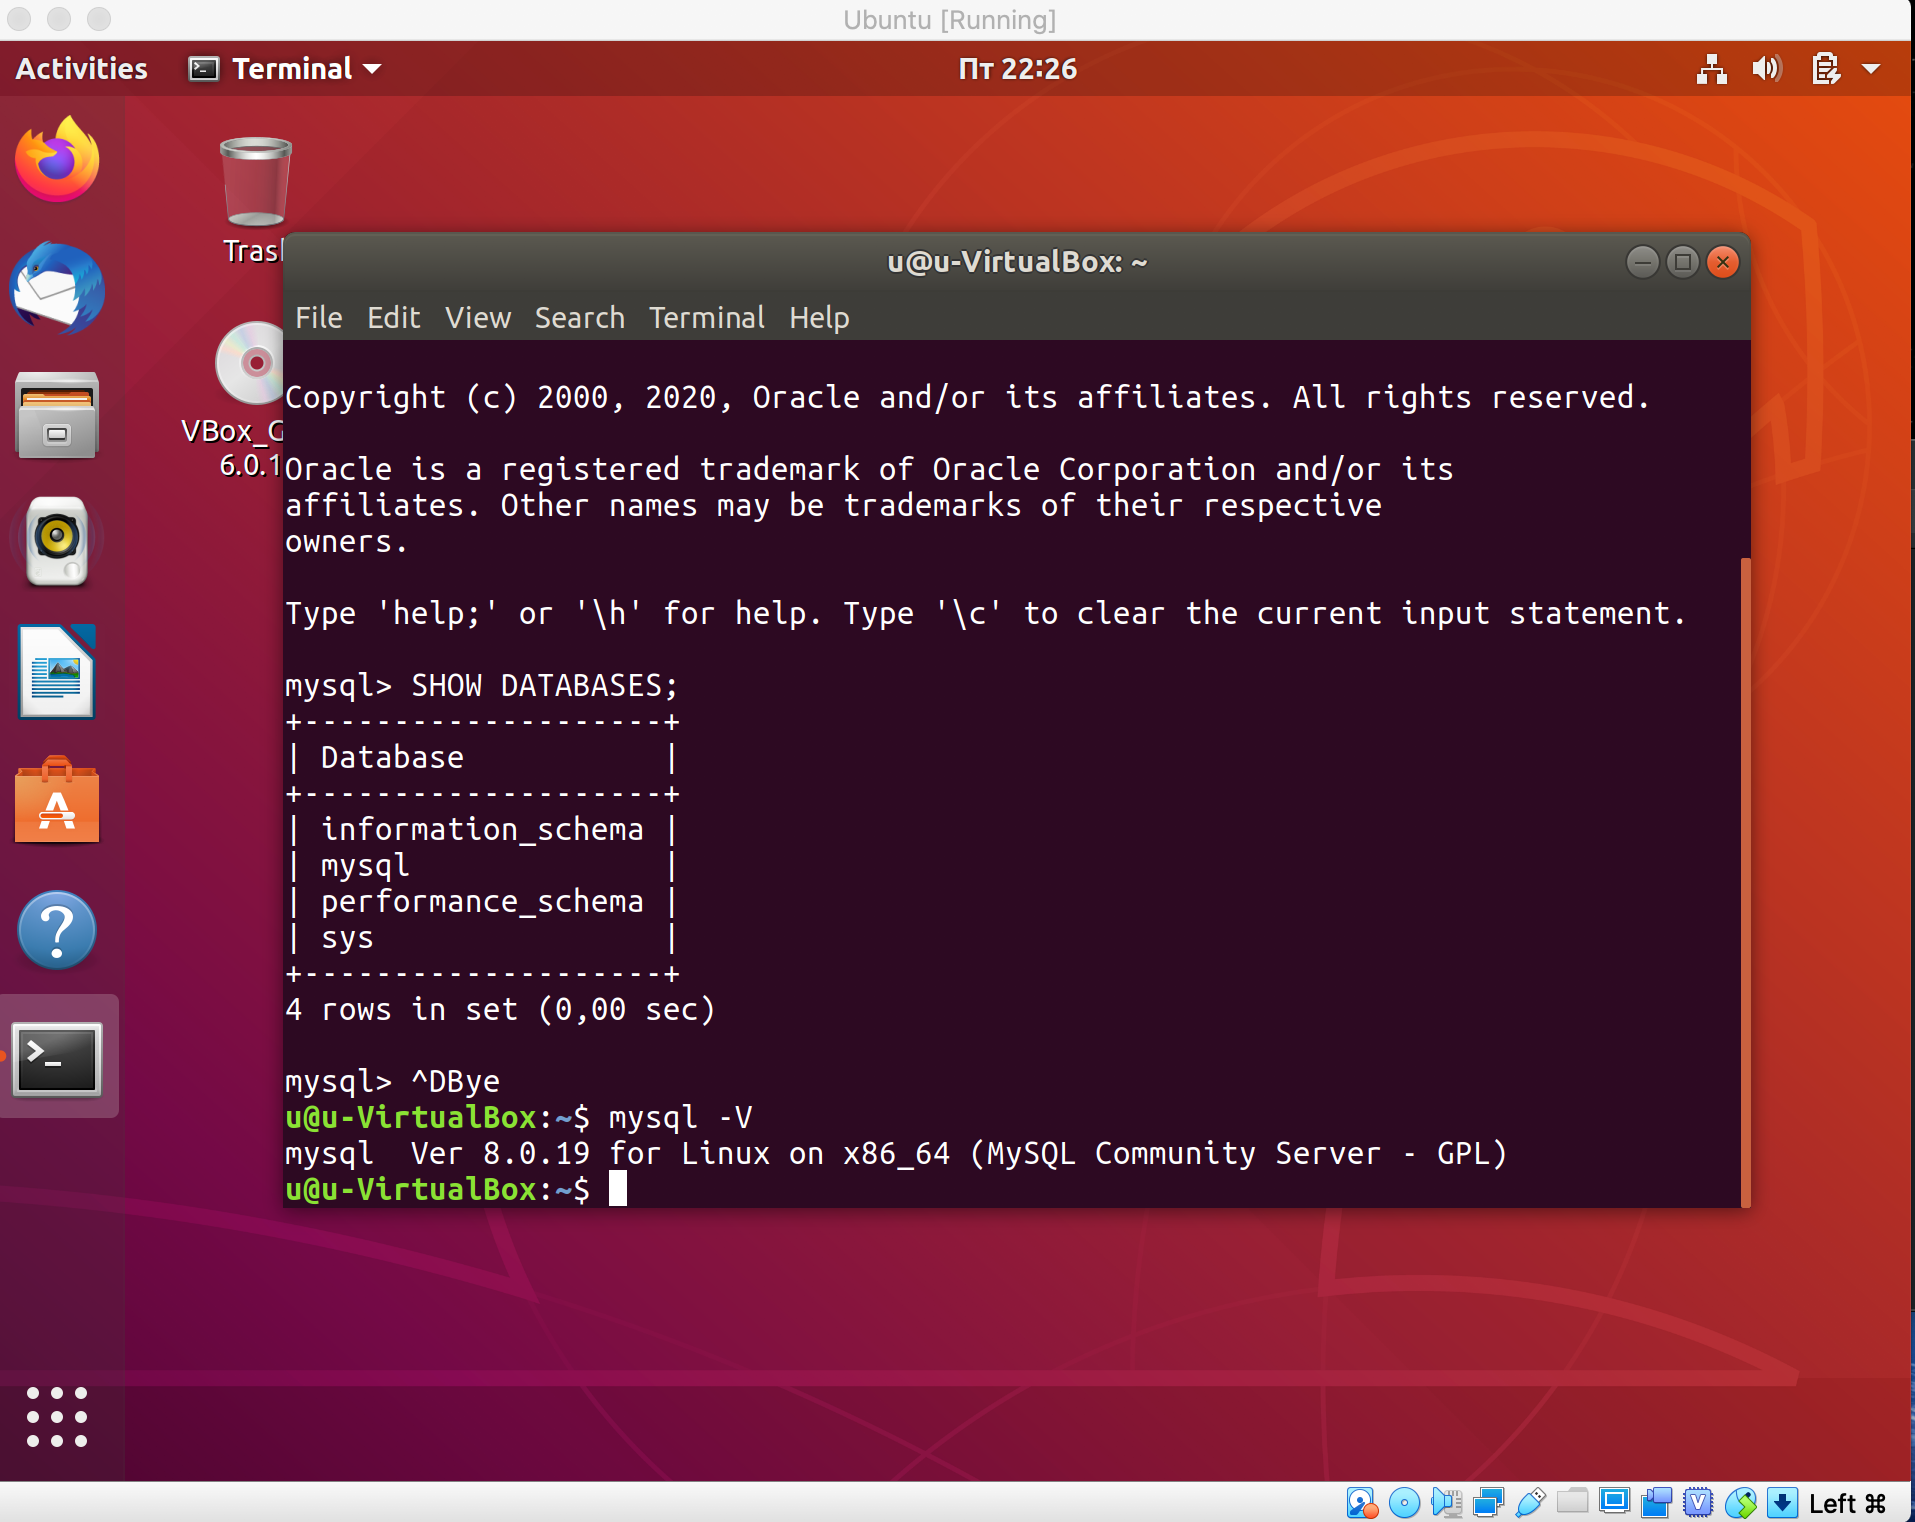 Ubuntu [Running]
Activities Terminal Пт 22:26
Trash
VBox_G
6.0.1
u@u-VirtualBox: ~
File Edit View Search Terminal Help
Copyright (c) 2000, 2020, Oracle and/or its affiliates. All rights reserved.
Oracle is a registered trademark of Oracle Corporation and/or its
affiliates. Other names may be trademarks of their respective
owners.
Type 'help;' or '\h' for help. Type '\c' to clear the current input statement.
mysql> SHOW DATABASES;
+--------------------+
| Database           |
+--------------------+
| information_schema |
| mysql              |
| performance_schema |
| sys                |
+--------------------+
4 rows in set (0,00 sec)
mysql> ^DBye
u@u-VirtualBox:~$ mysql -V
mysql  Ver 8.0.19 for Linux on x86_64 (MySQL Community Server - GPL)
u@u-VirtualBox:~$
Left ⌘